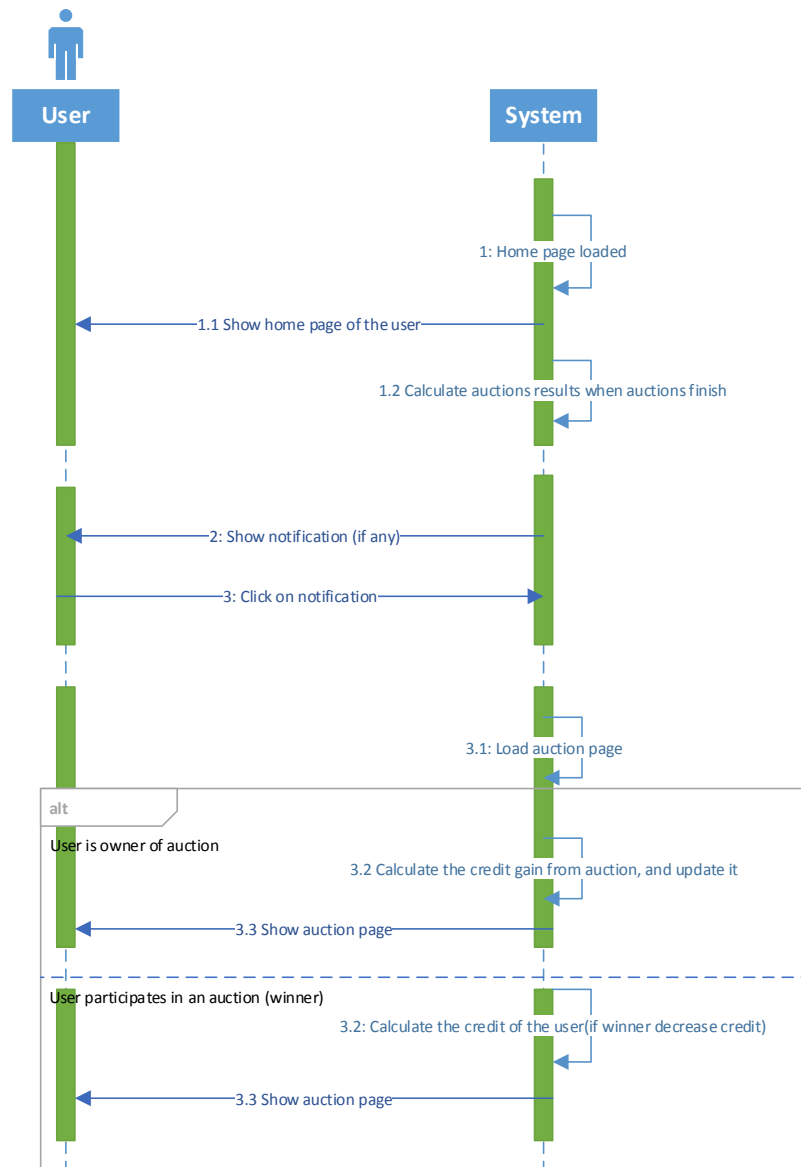 User
System
1: Home page loaded
1.1 Show home page of the user
1.2 Calculate auctions results when auctions finish
2: Show notification (if any)
3: Click on notification
3.1: Load auction page
alt
User is owner of auction
3.2 Calculate the credit gain from auction, and update it
3.3 Show auction page
User participates in an auction (winner)
3.2: Calculate the credit of the user(if winner decrease credit)
3.3 Show auction page